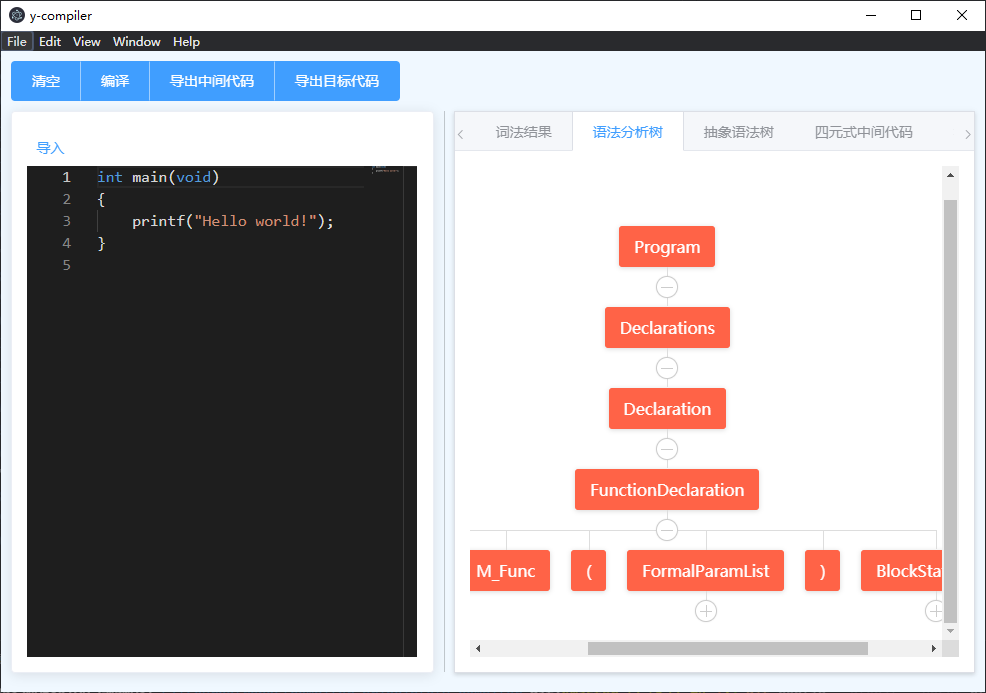 y-compiler
File Edit View Window Help
清空 编译 导出中间代码 导出目标代码
导入
1 int main(void)
2 {
3 printf("Hello world!");
4 }
5
词法结果 语法分析树 抽象语法树 四元式中间代码
Program
Declarations
Declaration
FunctionDeclaration
M_Func ( FormalParamList ) BlockSta